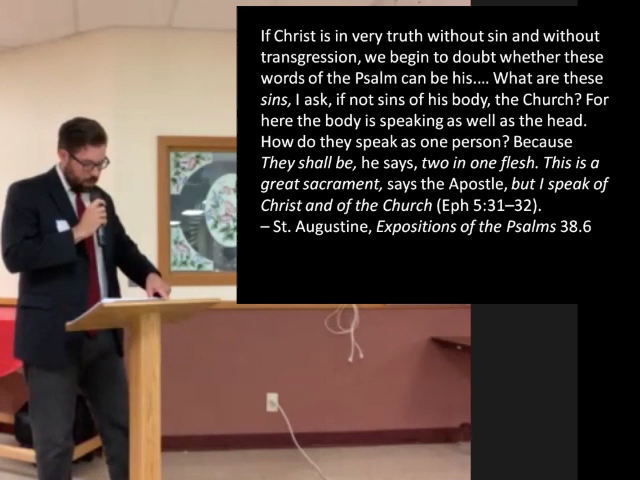 If Christ is in very truth without sin and without
transgression, we begin to doubt whether these
words of the Psalm can be his.... What are these
sins, I ask, if not sins of his body, the Church? For
here the body is speaking as well as the head.
How do they speak as one person? Because
They shall be, he says, two in one flesh. This is a
great sacrament, says the Apostle, but I speak of
Christ and of the Church (Eph 5:31–32).
– St. Augustine, Expositions of the Psalms 38.6